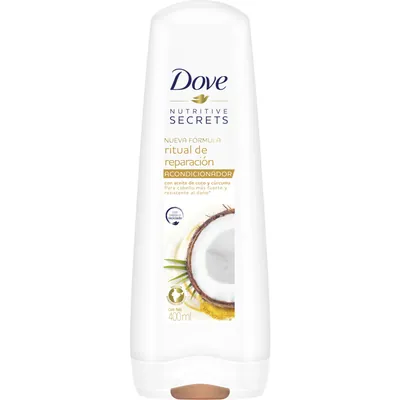 Dove
NUTRITIVE
SECRETS
NUEVA FÓRMULA
ritual de
reparación
ACONDICIONADOR
con aceite de coco y cúrcuma
Para cabello más fuerte y
resistente al daño*
400ml